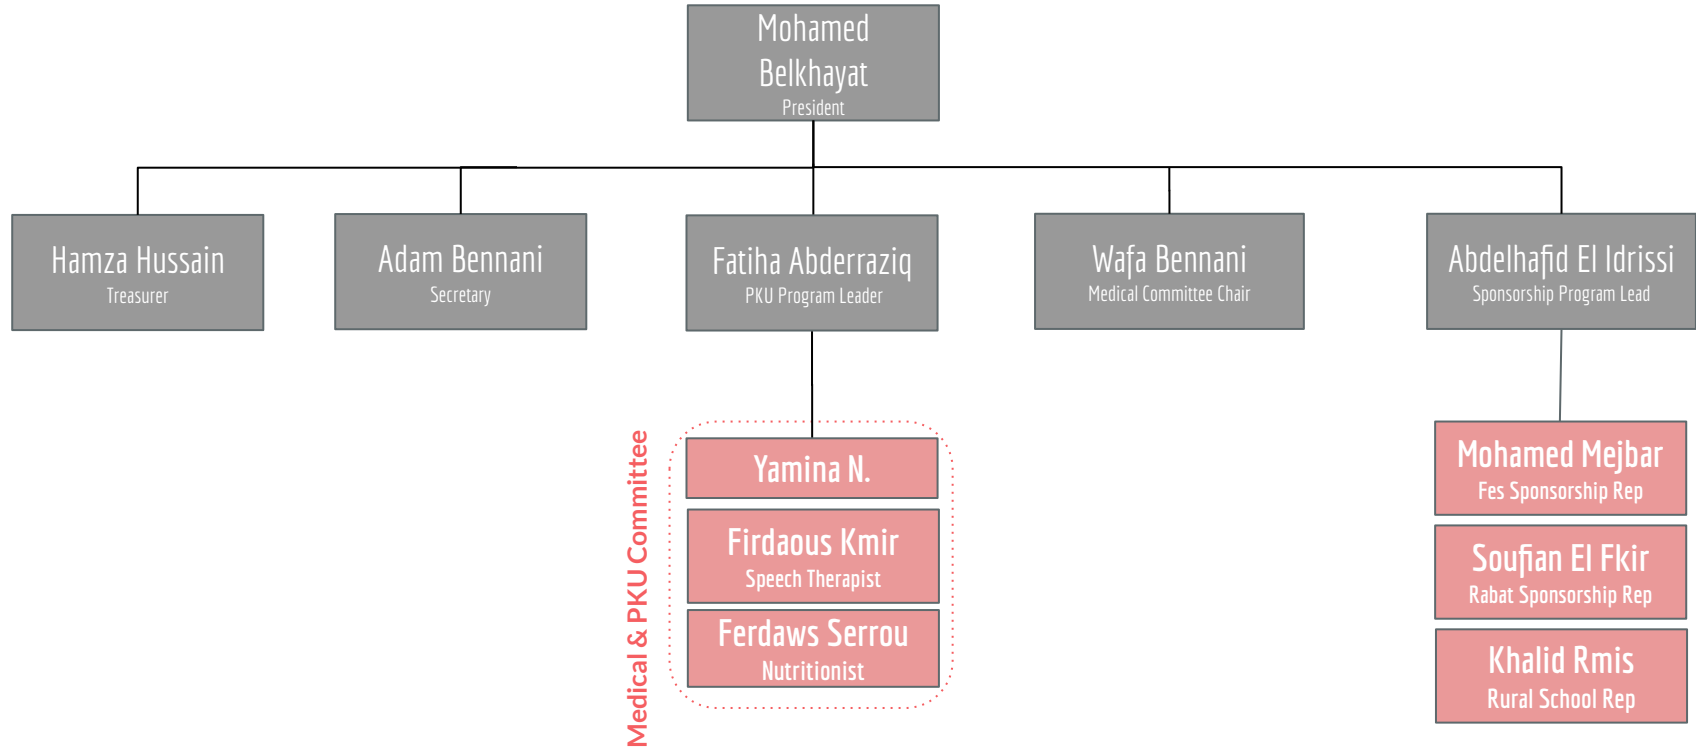 Mohamed
Belkhayat
President
Hamza Hussain
Treasurer
Adam Bennani
Secretary
Fatiha Abderraziq
PKU Program Leader
Wafa Bennani
Medical Committee Chair
Abdelhafid El Idrissi
Sponsorship Program Lead
Medical & PKU Committee
Yamina N.
Firdaous Kmir
Speech Therapist
Ferdaws Serrou
Nutritionist
Mohamed Mejbar
Fes Sponsorship Rep
Soufian El Fkir
Rabat Sponsorship Rep
Khalid Rmis
Rural School Rep